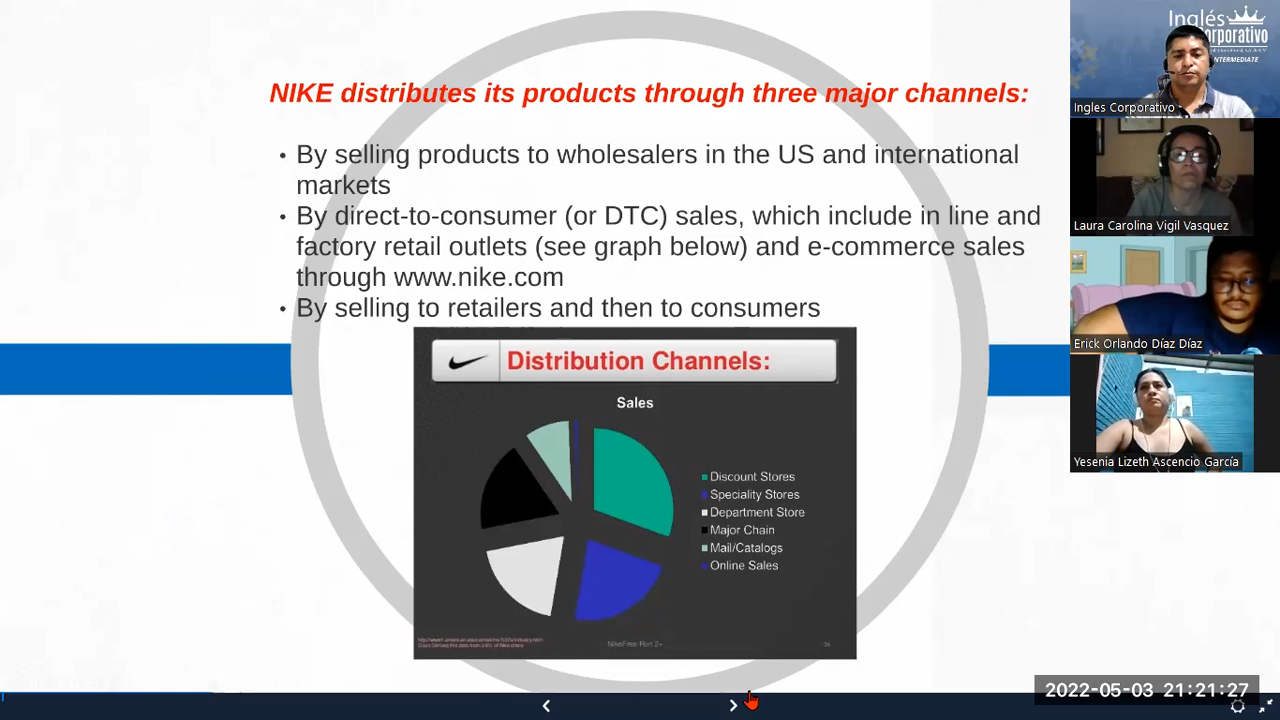 NIKE distributes its products through three major channels:
• By selling products to wholesalers in the US and international
markets
• By direct-to-consumer (or DTC) sales, which include in line and
factory retail outlets (see graph below) and e-commerce sales
through www.nike.com
• By selling to retailers and then to consumers
Distribution Channels:
Sales
Discount Stores
Speciality Stores
Department Store
Major Chain
Mail/Catalogs
Online Sales
NikeFree Run 2+
Inglés
INTERMEDIATE
Ingles Corporativo -
Laura Carolina Vigil Vasquez
Erick Orlando Díaz Díaz
Yesenia Lizeth Ascencio García
2022-05-03 21:21:27